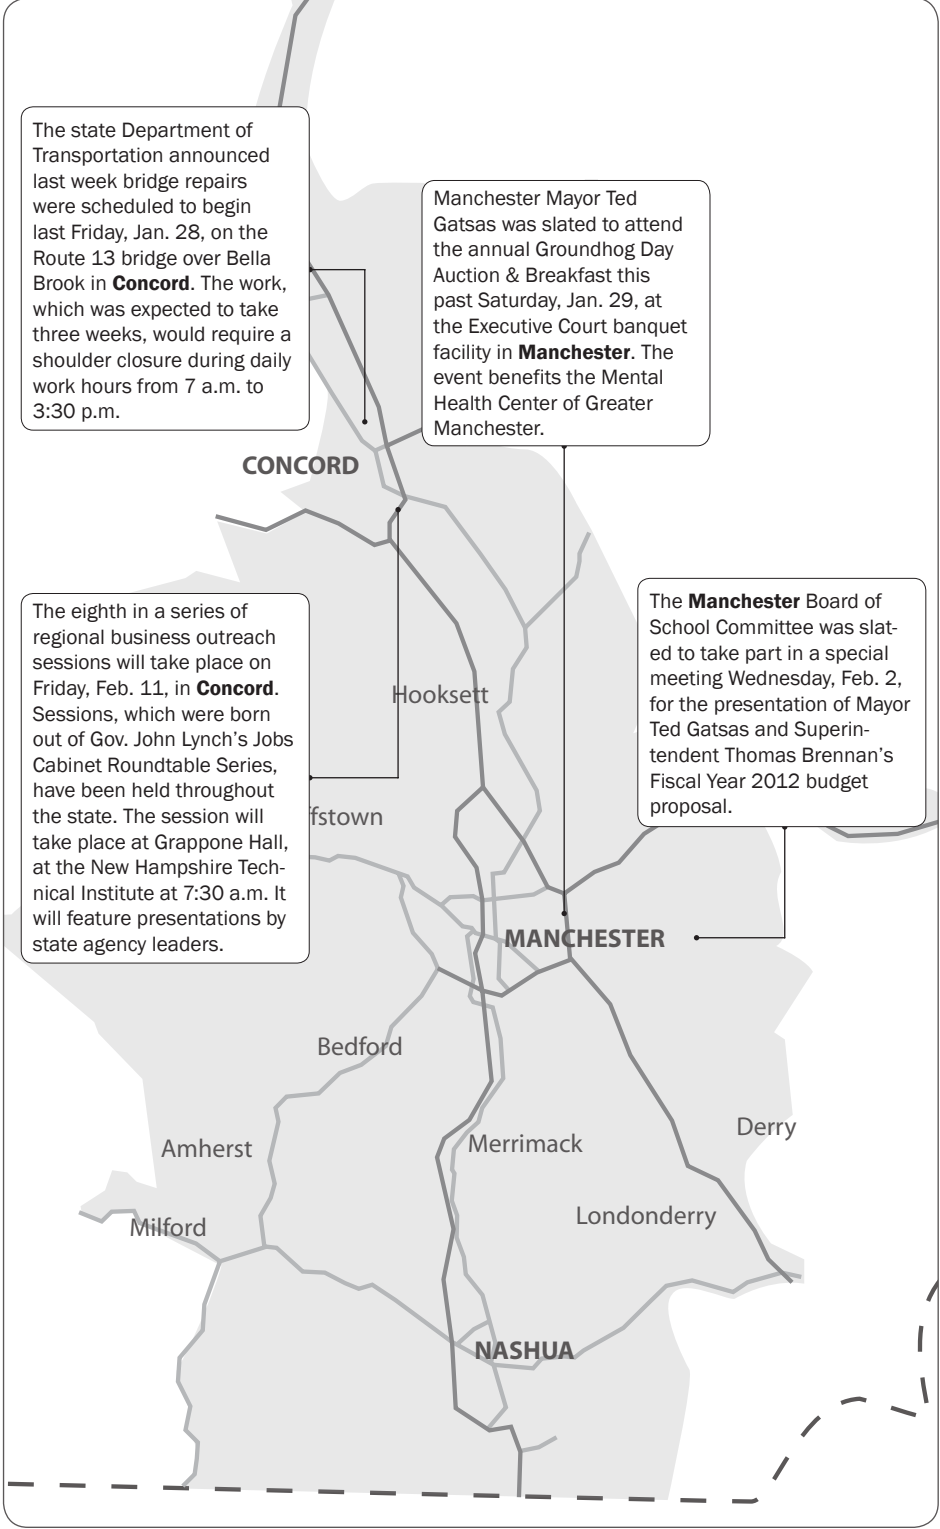 The state Department of
Transportation announced
last week bridge repairs
were scheduled to begin
last Friday, Jan. 28, on the
Route 13 bridge over Bella
Brook in Concord. The work,
which was expected to take
three weeks, would require a
shoulder closure during daily
work hours from 7 a.m. to
3:30 p.m.
Manchester Mayor Ted
Gatsas was slated to attend
the annual Groundhog Day
Auction & Breakfast this
past Saturday, Jan. 29, at
the Executive Court banquet
facility in Manchester. The
event benefits the Mental
Health Center of Greater
Manchester.
CONCORD
The eighth in a series of
regional business outreach
sessions will take place on
Friday, Feb. 11, in Concord.
Sessions, which were born
out of Gov. John Lynch's Jobs
Cabinet Roundtable Series,
have been held throughout
the state. The session will
take place at Grappone Hall,
at the New Hampshire Tech-
nical Institute at 7:30 a.m. It
will feature presentations by
state agency leaders.
The Manchester Board of
School Committee was slat-
ed to take part in a special
meeting Wednesday, Feb. 2,
for the presentation of Mayor
Ted Gatsas and Superin-
tendent Thomas Brennan's
Fiscal Year 2012 budget
proposal.
Hooksett
ffstown
MANCHESTER
Bedford
Derry
Amherst
Merrimack
Londonderry
Milford
NASHUA